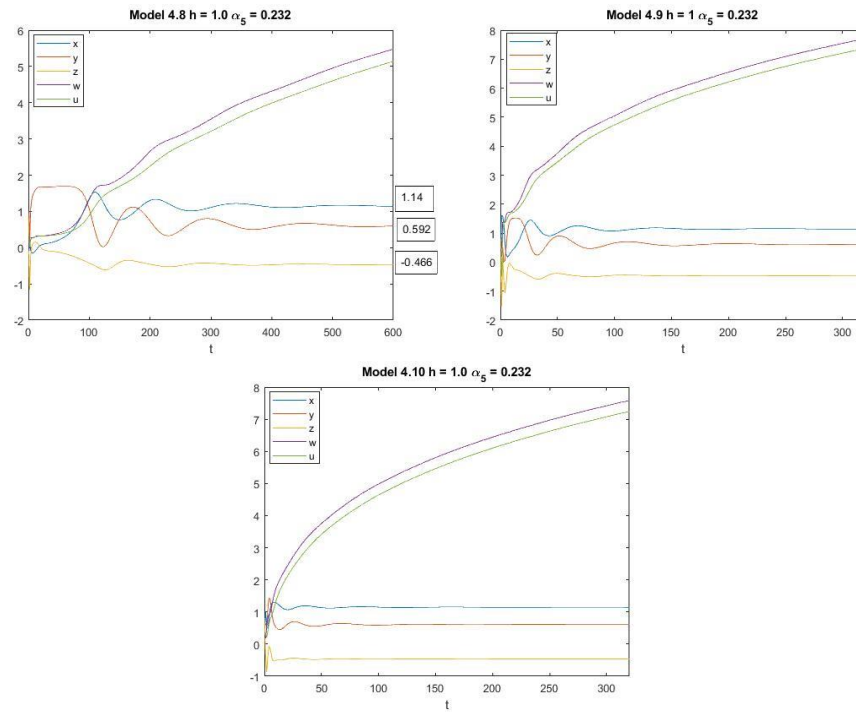 Model 4.8 h = 1.0 α5 = 0.232
6
5
4
3
2
1
0
-1
-2
x
y
z
w
u
1.14
0.592
-0.466
0 100 200 300 400 500 600
t
Model 4.9 h = 1 α5 = 0.232
8
7
6
5
4
3
2
1
0
-1
-2
x
y
z
w
u
0 50 100 150 200 250 300
t
Model 4.10 h = 1.0 α5 = 0.232
8
7
6
5
4
3
2
1
0
-1
x
y
z
w
u
0 50 100 150 200 250 300
t